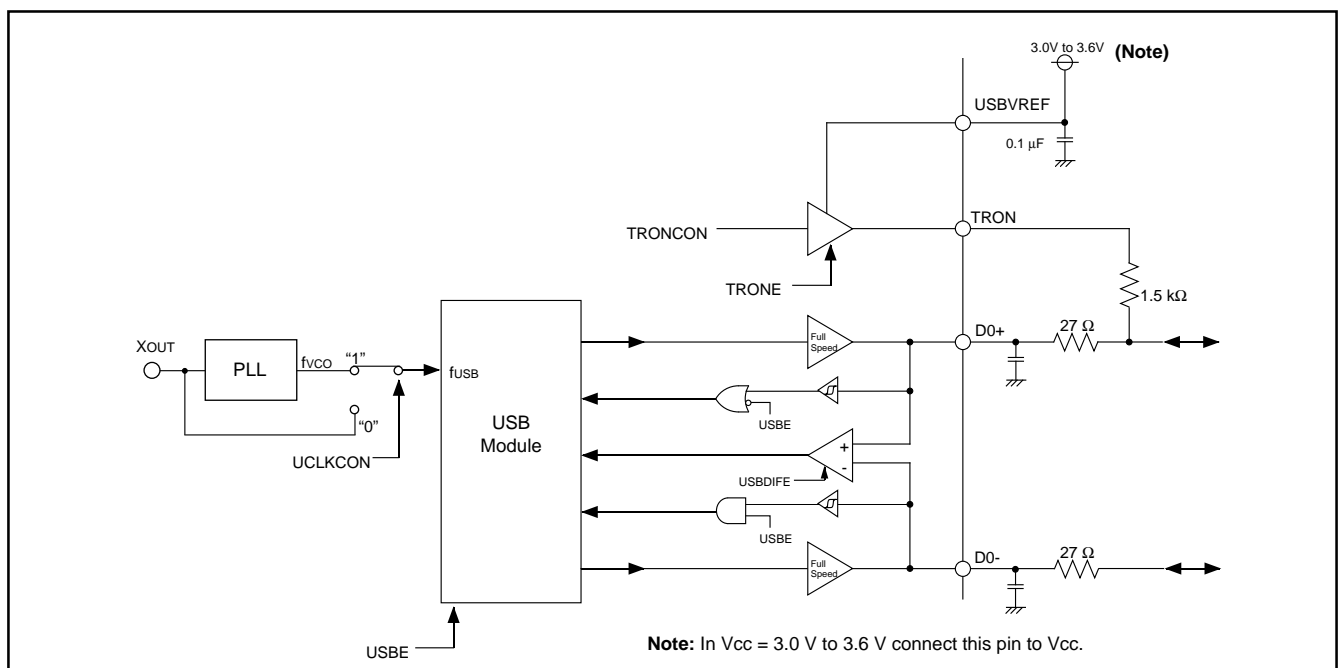 3.0V to 3.6V (Note)
USBVREF
0.1 μF
TRONCON
TRON
TRONE
1.5 kΩ
XOUT
PLL
fVCO
"1"
"0"
UCLKCON
fUSB
USB
Module
Full
Speed
D0+
27 Ω
USBE
+
-
USBDIFE
USBE
Full
Speed
D0-
27 Ω
USBE
Note: In Vcc = 3.0 V to 3.6 V connect this pin to Vcc.